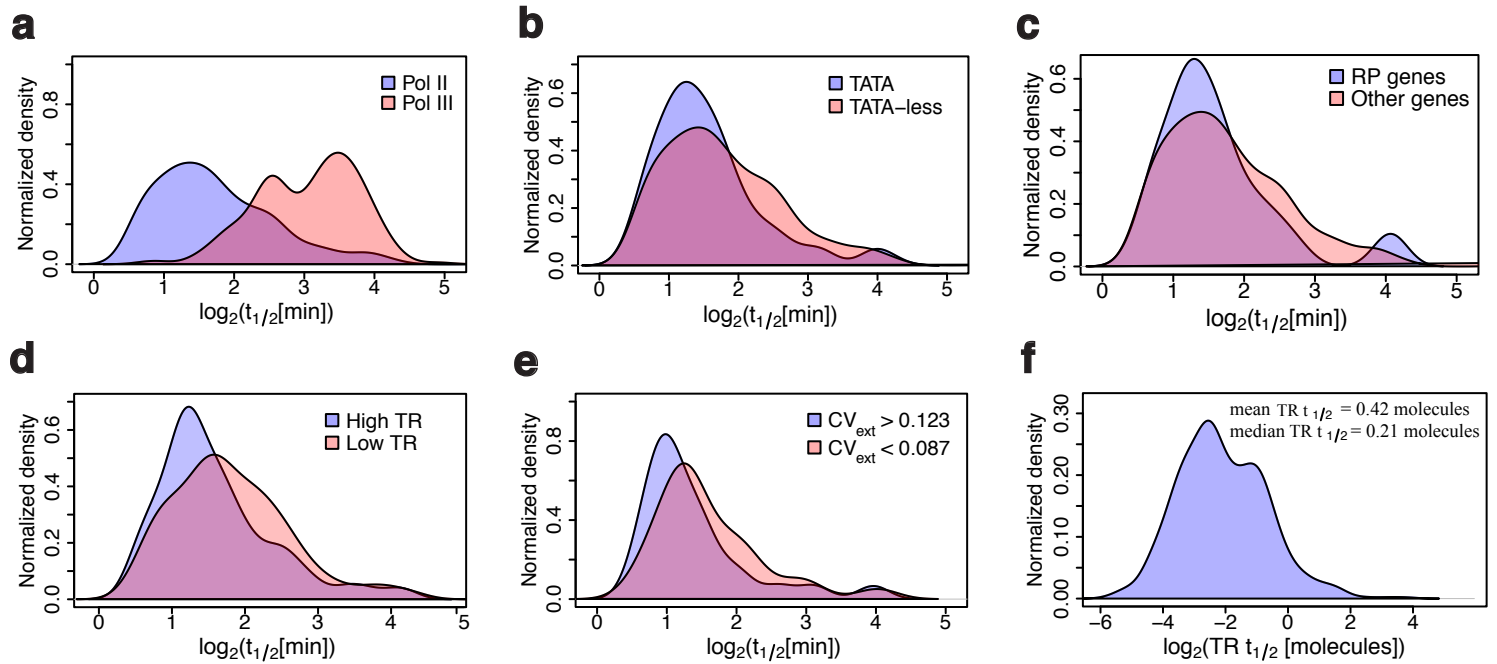 a
Normalized density
0.0 0.4 0.8
Pol II
Pol III
0 1 2 3 4 5
log2(t1/2[min])
b
Normalized density
0.0 0.2 0.4 0.6
TATA
TATA−less
0 1 2 3 4 5
log2(t1/2[min])
c
Normalized density
0.0 0.2 0.4 0.6
RP genes
Other genes
0 1 2 3 4 5
log2(t1/2[min])
d
Normalized density
0.0 0.2 0.4 0.6
High TR
Low TR
0 1 2 3 4 5
log2(t1/2[min])
e
Normalized density
0.0 0.4 0.8
CVext > 0.123
CVext < 0.087
0 1 2 3 4 5
log2(t1/2[min])
f
Normalized density
0.00 0.10 0.20 0.30
mean TR t 1/2 = 0.42 molecules
median TR t 1/2 = 0.21 molecules
−6 −4 −2 0 2 4
log2(TR t1/2 [molecules])